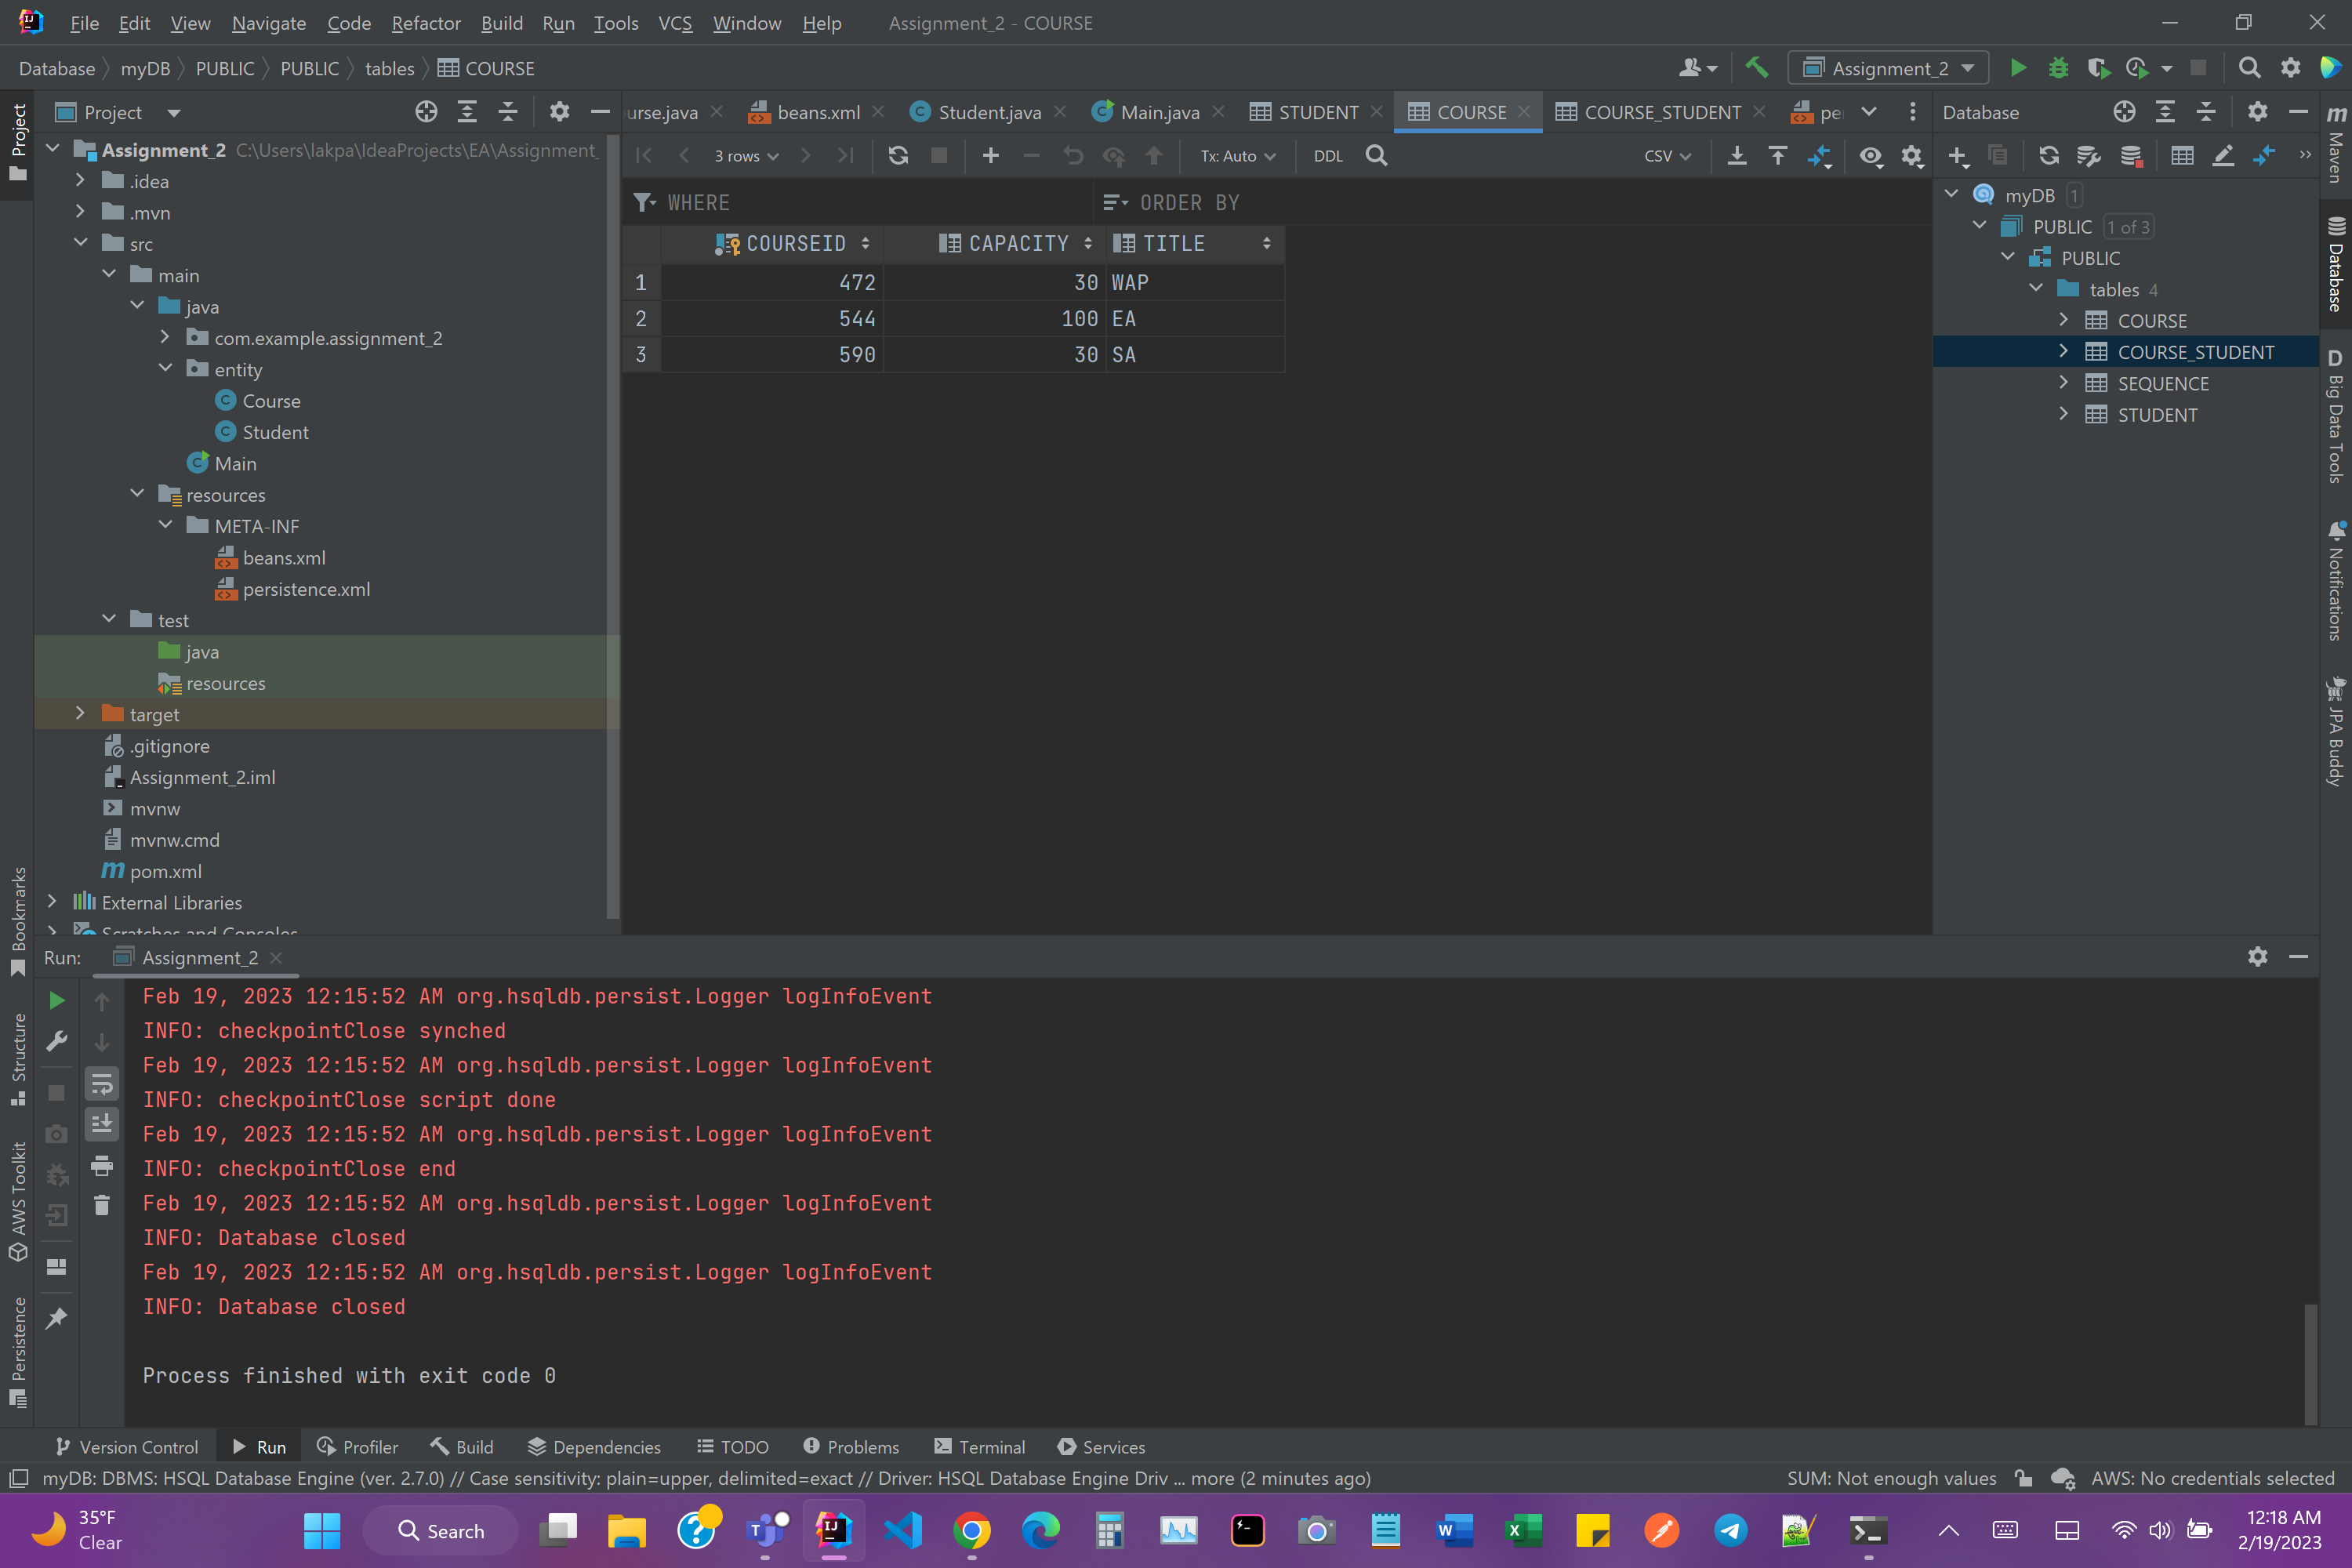 File Edit View Navigate Code Refactor Build Run Tools VCS Window Help Assignment_2 - COURSE
Database myDB PUBLIC PUBLIC tables COURSE
Assignment_2
Project
urse.java beans.xml Student.java Main.java STUDENT COURSE COURSE_STUDENT pe
Database
3 rows Tx: Auto DDL CSV
WHERE ORDER BY
COURSEID CAPACITY TITLE
1 472 30 WAP
2 544 100 EA
3 590 30 SA
Assignment_2 C:\Users\lakpa\IdeaProjects\EA\Assignment_
.idea
.mvn
src
main
java
com.example.assignment_2
entity
Course
Student
Main
resources
META-INF
beans.xml
persistence.xml
test
java
resources
target
.gitignore
Assignment_2.iml
mvnw
mvnw.cmd
pom.xml
External Libraries
Scratches and Consoles
myDB 1
PUBLIC 1 of 3
PUBLIC
tables 4
COURSE
COURSE_STUDENT
SEQUENCE
STUDENT
Project
Bookmarks
Structure
AWS Toolkit
Persistence
m
Maven
Database
D
Big Data Tools
Notifications
JPA Buddy
Run: Assignment_2
Feb 19, 2023 12:15:52 AM org.hsqldb.persist.Logger logInfoEvent
INFO: checkpointClose synched
Feb 19, 2023 12:15:52 AM org.hsqldb.persist.Logger logInfoEvent
INFO: checkpointClose script done
Feb 19, 2023 12:15:52 AM org.hsqldb.persist.Logger logInfoEvent
INFO: checkpointClose end
Feb 19, 2023 12:15:52 AM org.hsqldb.persist.Logger logInfoEvent
INFO: Database closed
Feb 19, 2023 12:15:52 AM org.hsqldb.persist.Logger logInfoEvent
INFO: Database closed
Process finished with exit code 0
Version Control Run Profiler Build Dependencies TODO Problems Terminal Services
myDB: DBMS: HSQL Database Engine (ver. 2.7.0) // Case sensitivity: plain=upper, delimited=exact // Driver: HSQL Database Engine Driv ... more (2 minutes ago) SUM: Not enough values AWS: No credentials selected
35°F
Clear
Search
12:18 AM
2/19/2023